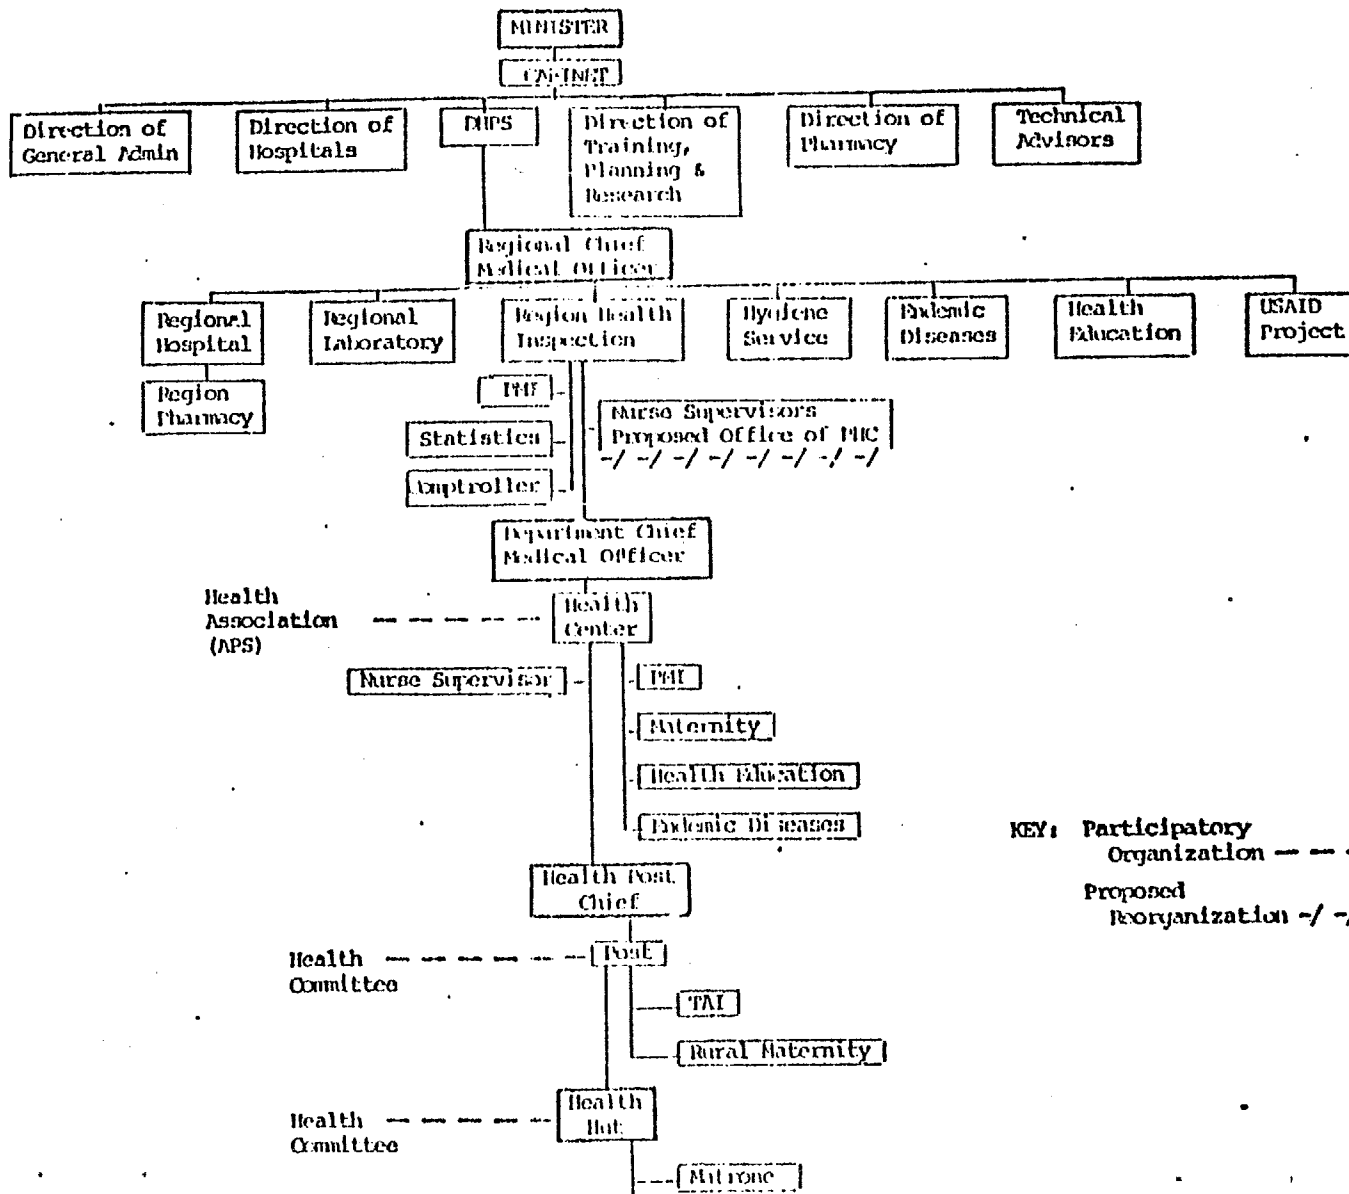 MINISTER
CABINET
Direction of
General Admin
Direction of
Hospitals
DHPS
Direction of
Training,
Planning &
Research
Direction of
Pharmacy
Technical
Advisors
Regional Chief
Medical Officer
Regional
Hospital
Regional
Laboratory
Region Health
Inspection
Hygiene
Service
Endemic
Diseases
Health
Education
USAID
Project
Region
Pharmacy
PMI
Statistics
Comptroller
Nurse Supervisors
Proposed Office of PHC
-/ -/ -/ -/ -/ -/ -/ -/
Department Chief
Medical Officer
Health
Association
(APS)
Health
Center
Nurse Supervisor
PMI
Maternity
Health Education
Endemic Diseases
KEY: Participatory
Organization
Proposed
Reorganization -/ -/
Health Post
Chief
Health
Committee
Post
Rural Maternity
Health
Committee
Health
Hut
Matrone